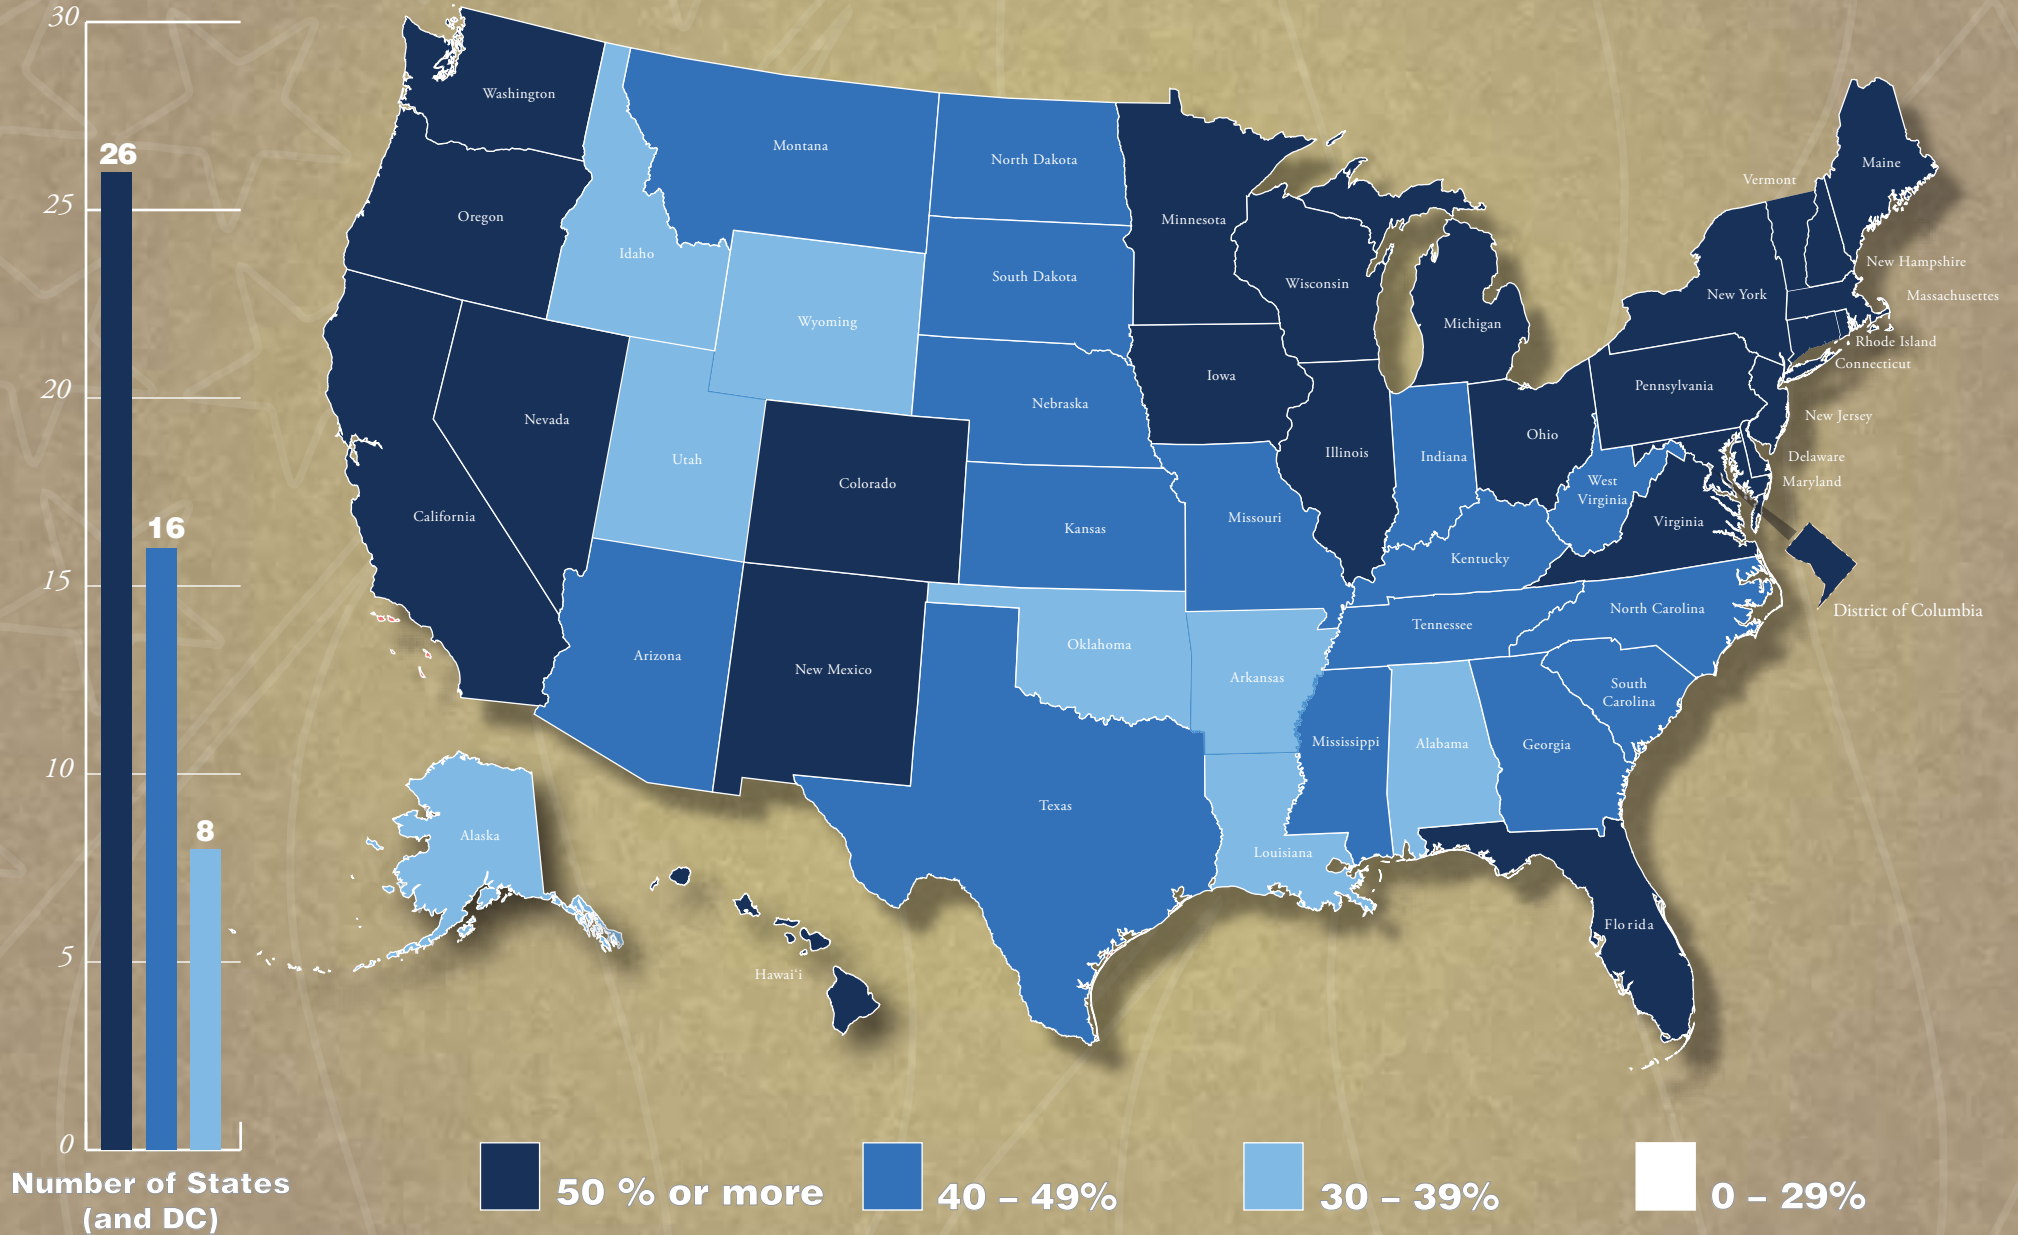 30
25
20
15
10
5
0
26
16
8
Number of States
(and DC)
Washington
Oregon
California
Nevada
Idaho
Montana
Wyoming
Utah
Colorado
Arizona
New Mexico
North Dakota
South Dakota
Nebraska
Kansas
Oklahoma
Texas
Minnesota
Iowa
Missouri
Arkansas
Louisiana
Wisconsin
Illinois
Michigan
Indiana
Ohio
Kentucky
Tennessee
Mississippi
Alabama
Georgia
Florida
South
Carolina
North Carolina
Virginia
West
Virginia
Pennsylvania
New York
Vermont
Maine
New Hampshire
Massachusettes
Rhode Island
Connecticut
New Jersey
Delaware
Maryland
District of Columbia
Alaska
Hawai‘i
50 % or more
40 – 49%
30 – 39%
0 – 29%